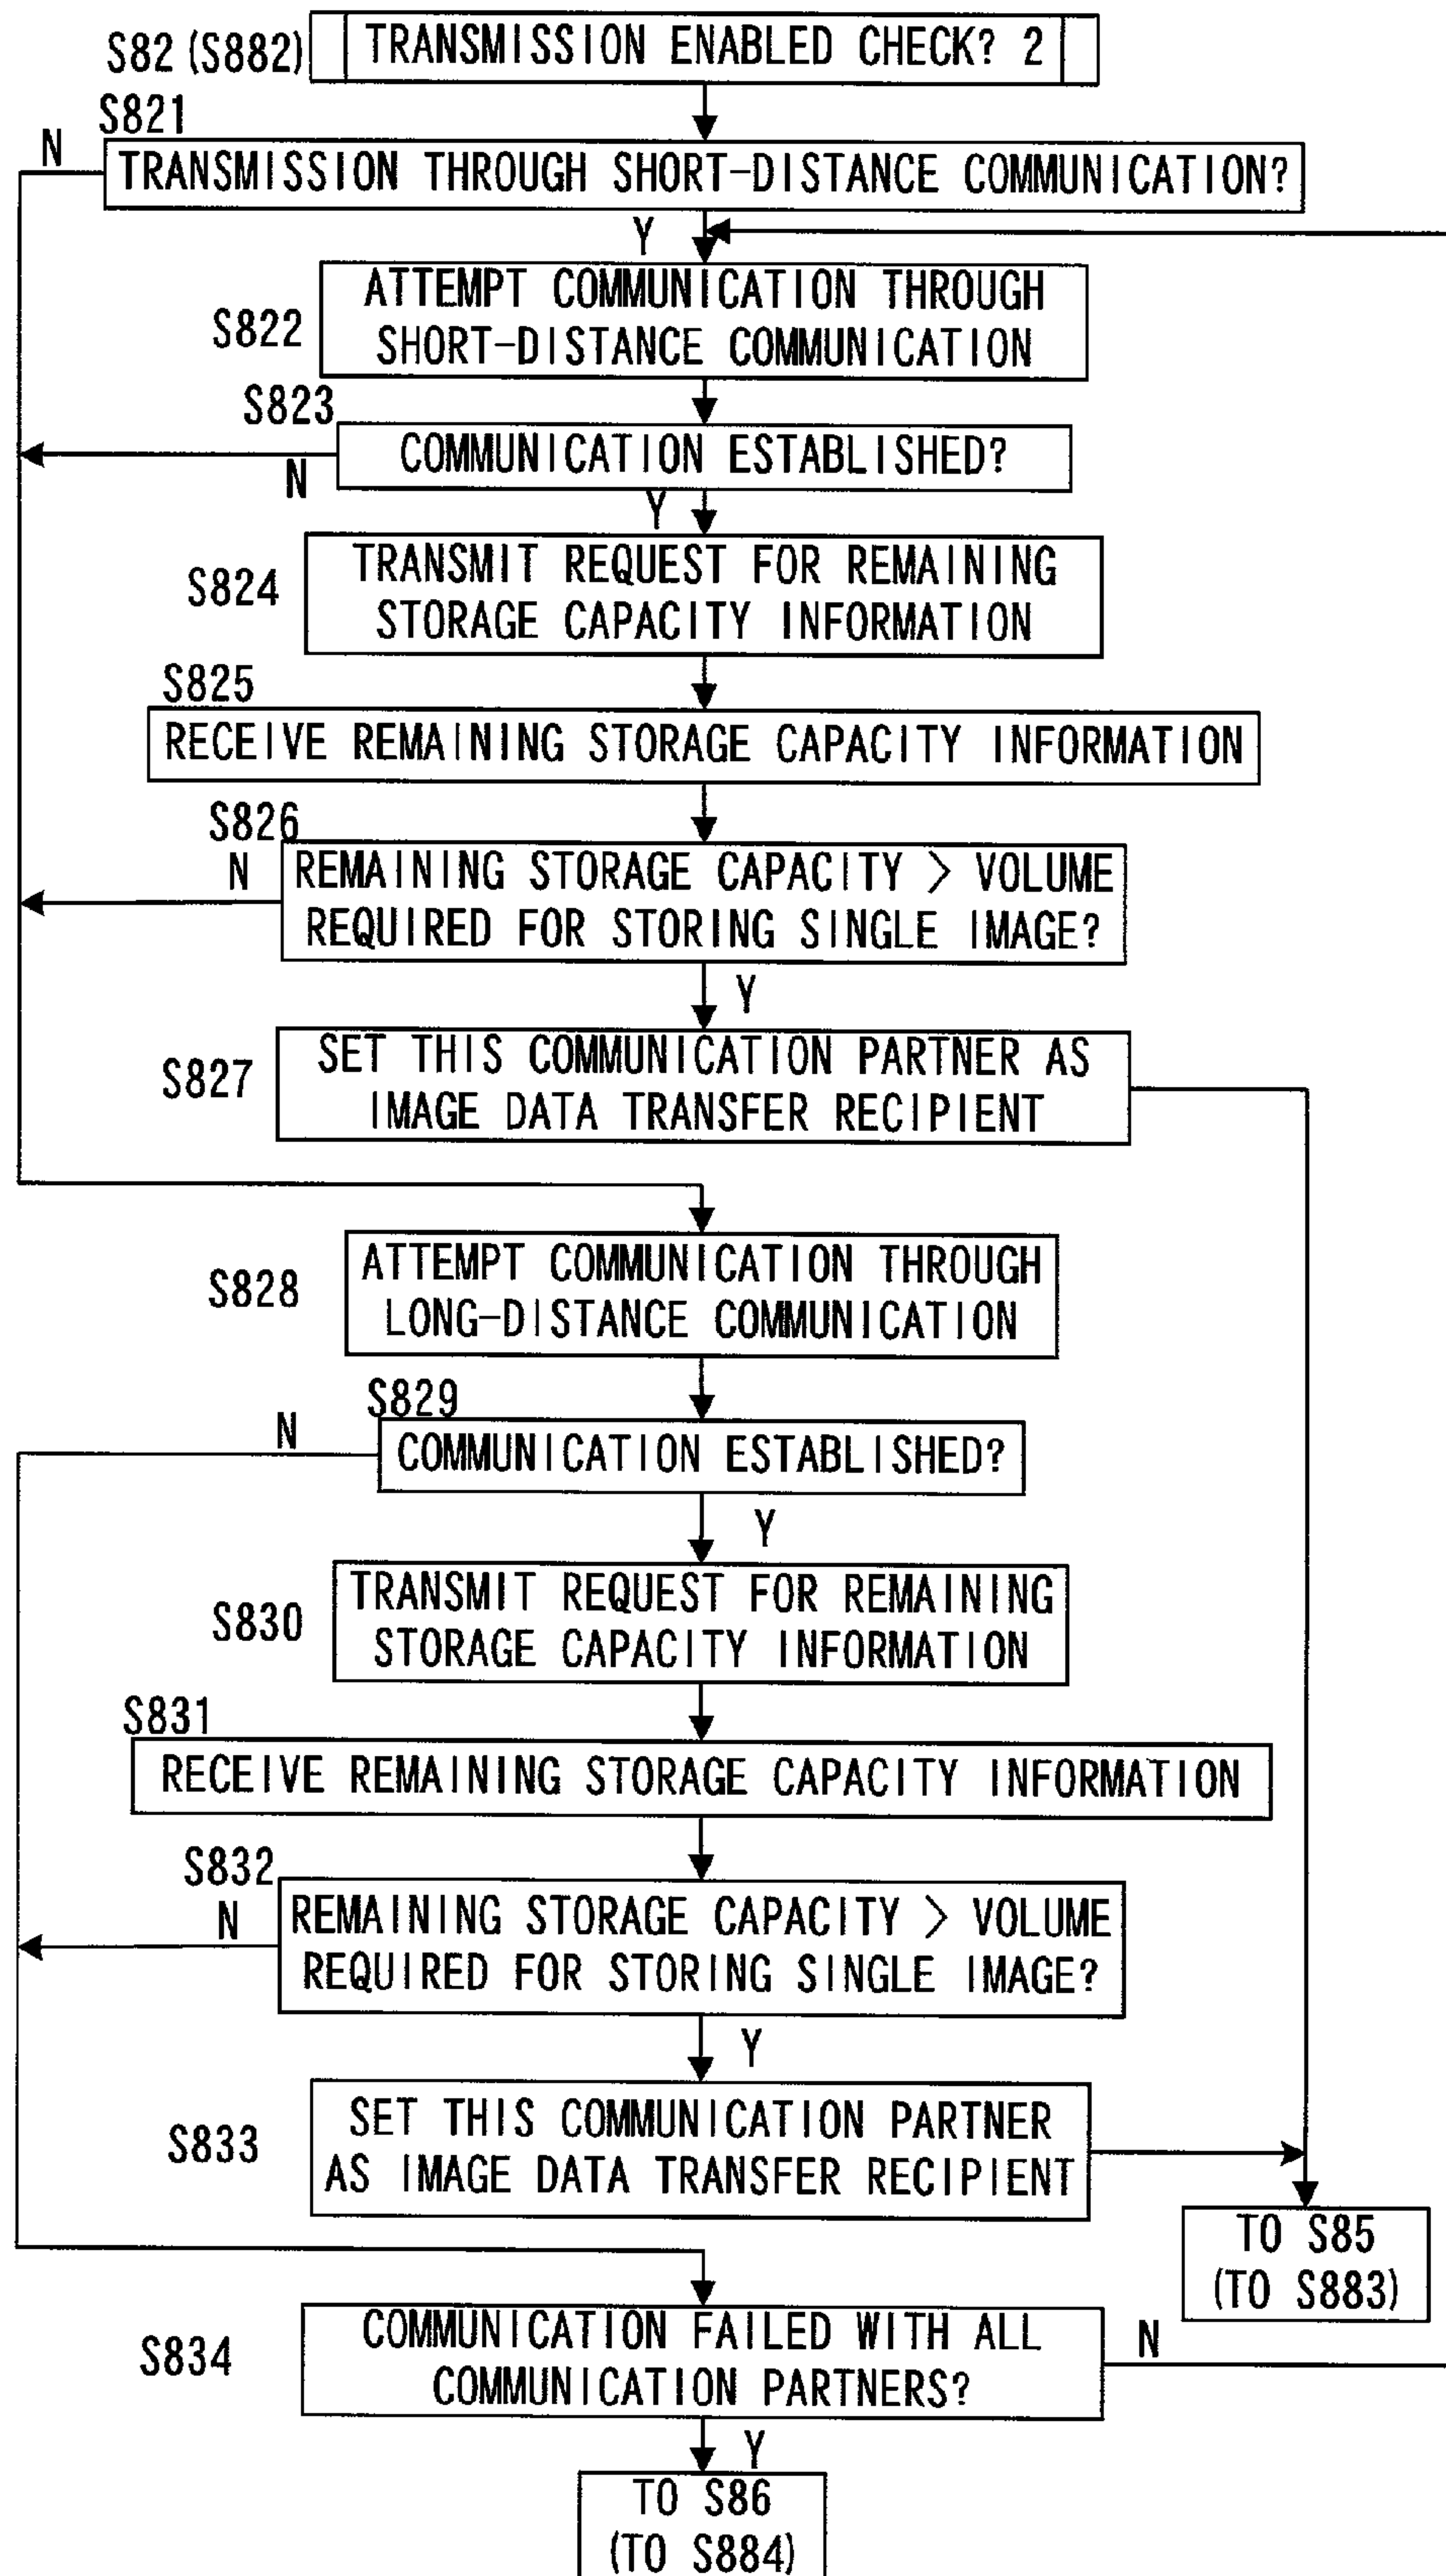 S82 (S882)
TRANSMISSION ENABLED CHECK? 2
S821
N
TRANSMISSION THROUGH SHORT-DISTANCE COMMUNICATION?
Y
S822
ATTEMPT COMMUNICATION THROUGH
SHORT-DISTANCE COMMUNICATION
S823
COMMUNICATION ESTABLISHED?
N
Y
S824
TRANSMIT REQUEST FOR REMAINING
STORAGE CAPACITY INFORMATION
S825
RECEIVE REMAINING STORAGE CAPACITY INFORMATION
S826
N
REMAINING STORAGE CAPACITY > VOLUME
REQUIRED FOR STORING SINGLE IMAGE?
Y
S827
SET THIS COMMUNICATION PARTNER AS
IMAGE DATA TRANSFER RECIPIENT
S828
ATTEMPT COMMUNICATION THROUGH
LONG-DISTANCE COMMUNICATION
S829
N
COMMUNICATION ESTABLISHED?
Y
S830
TRANSMIT REQUEST FOR REMAINING
STORAGE CAPACITY INFORMATION
S831
RECEIVE REMAINING STORAGE CAPACITY INFORMATION
S832
N
REMAINING STORAGE CAPACITY > VOLUME
REQUIRED FOR STORING SINGLE IMAGE?
Y
S833
SET THIS COMMUNICATION PARTNER
AS IMAGE DATA TRANSFER RECIPIENT
TO S85
(TO S883)
S834
COMMUNICATION FAILED WITH ALL
COMMUNICATION PARTNERS?
N
Y
TO S86
(TO S884)